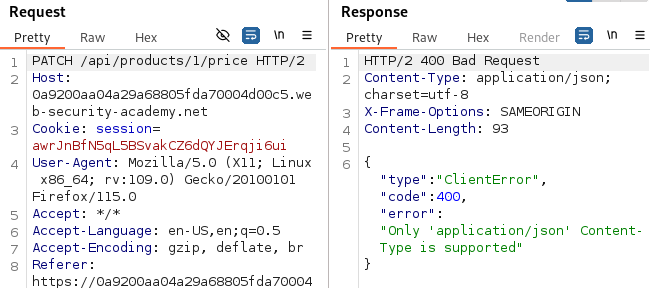 Request
Pretty Raw Hex \n
1 PATCH /api/products/1/price HTTP/2
2 Host:
0a9200aa04a29a68805fda70004d00c5.we
b-security-academy.net
3 Cookie: session=
awrJnBfN5qL5BSvakCZ6dQYJErqji6ui
4 User-Agent: Mozilla/5.0 (X11; Linux
x86_64; rv:109.0) Gecko/20100101
Firefox/115.0
5 Accept: */*
6 Accept-Language: en-US,en;q=0.5
7 Accept-Encoding: gzip, deflate, br
8 Referer:
https://0a9200aa04a29a68805fda70004
Response
Pretty Raw Hex Render \n
1 HTTP/2 400 Bad Request
2 Content-Type: application/json;
charset=utf-8
3 X-Frame-Options: SAMEORIGIN
4 Content-Length: 93
5
6 {
"type":"ClientError",
"code":400,
"error":
"Only 'application/json' Content-
Type is supported"
}